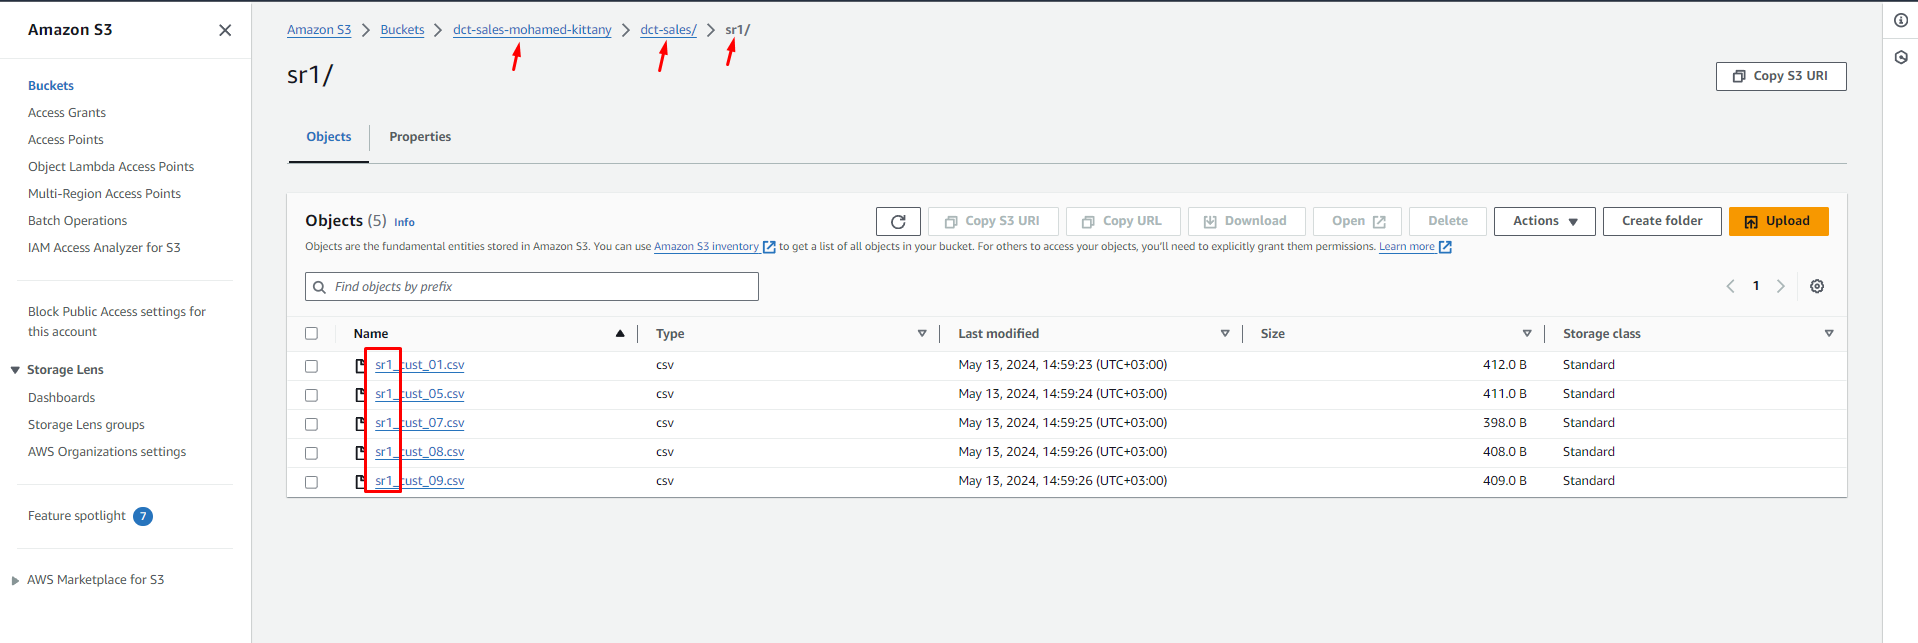 Amazon S3
Buckets
Access Grants
Access Points
Object Lambda Access Points
Multi-Region Access Points
Batch Operations
IAM Access Analyzer for S3
Block Public Access settings for
this account
Storage Lens
Dashboards
Storage Lens groups
AWS Organizations settings
Feature spotlight 7
AWS Marketplace for S3
Amazon S3 Buckets dct-sales-mohamed-kittany dct-sales/ sr1/
sr1/
Copy S3 URI
Objects Properties
Objects (5) Info
Copy S3 URI Copy URL Download Open Delete Actions Create folder Upload
Objects are the fundamental entities stored in Amazon S3. You can use Amazon S3 inventory to get a list of all objects in your bucket. For others to access your objects, you'll need to explicitly grant them permissions. Learn more
Find objects by prefix
1
Name Type Last modified Size Storage class
sr1_cust_01.csv csv May 13, 2024, 14:59:23 (UTC+03:00) 412.0 B Standard
sr1_cust_05.csv csv May 13, 2024, 14:59:24 (UTC+03:00) 411.0 B Standard
sr1_cust_07.csv csv May 13, 2024, 14:59:25 (UTC+03:00) 398.0 B Standard
sr1_cust_08.csv csv May 13, 2024, 14:59:26 (UTC+03:00) 408.0 B Standard
sr1_cust_09.csv csv May 13, 2024, 14:59:26 (UTC+03:00) 409.0 B Standard